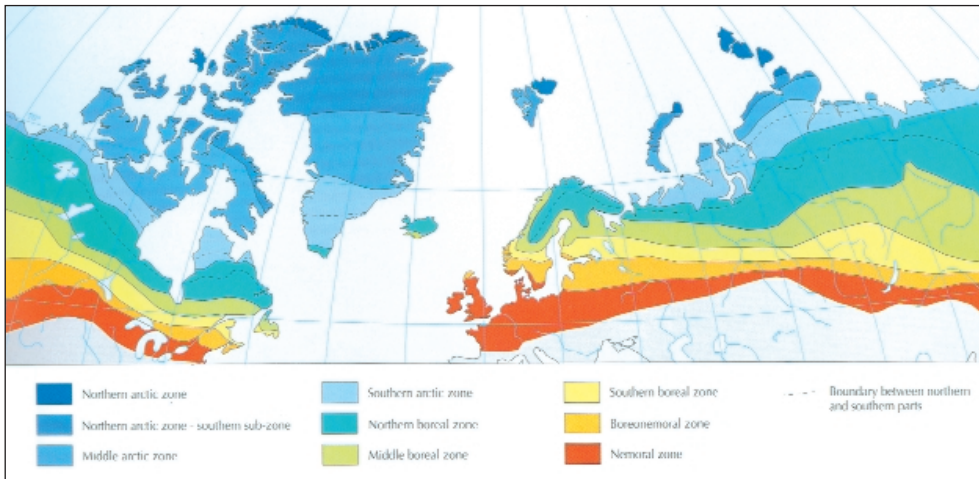 Northern arctic zone
Northern arctic zone - southern sub-zone
Middle arctic zone
Southern arctic zone
Northern boreal zone
Middle boreal zone
Southern boreal zone
Boreonemoral zone
Nemoral zone
Boundary between northern
and southern parts